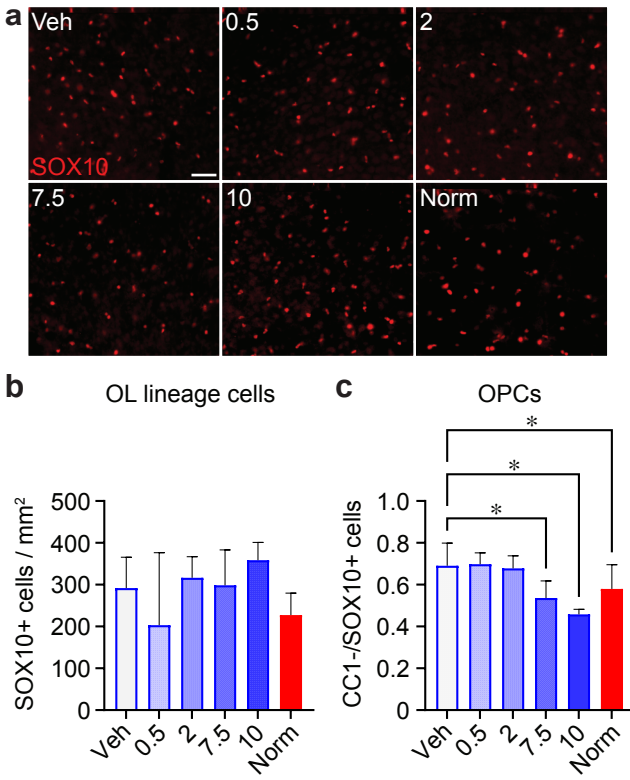 a
Veh
0.5
2
SOX10
7.5
10
Norm
b
OL lineage cells
SOX10+ cells / mm²
500
400
300
200
100
0
Veh
0.5
2
7.5
10
Norm
c
OPCs
*
*
*
CC1-/SOX10+ cells
1.0
0.8
0.6
0.4
0.2
0
Veh
0.5
2
7.5
10
Norm